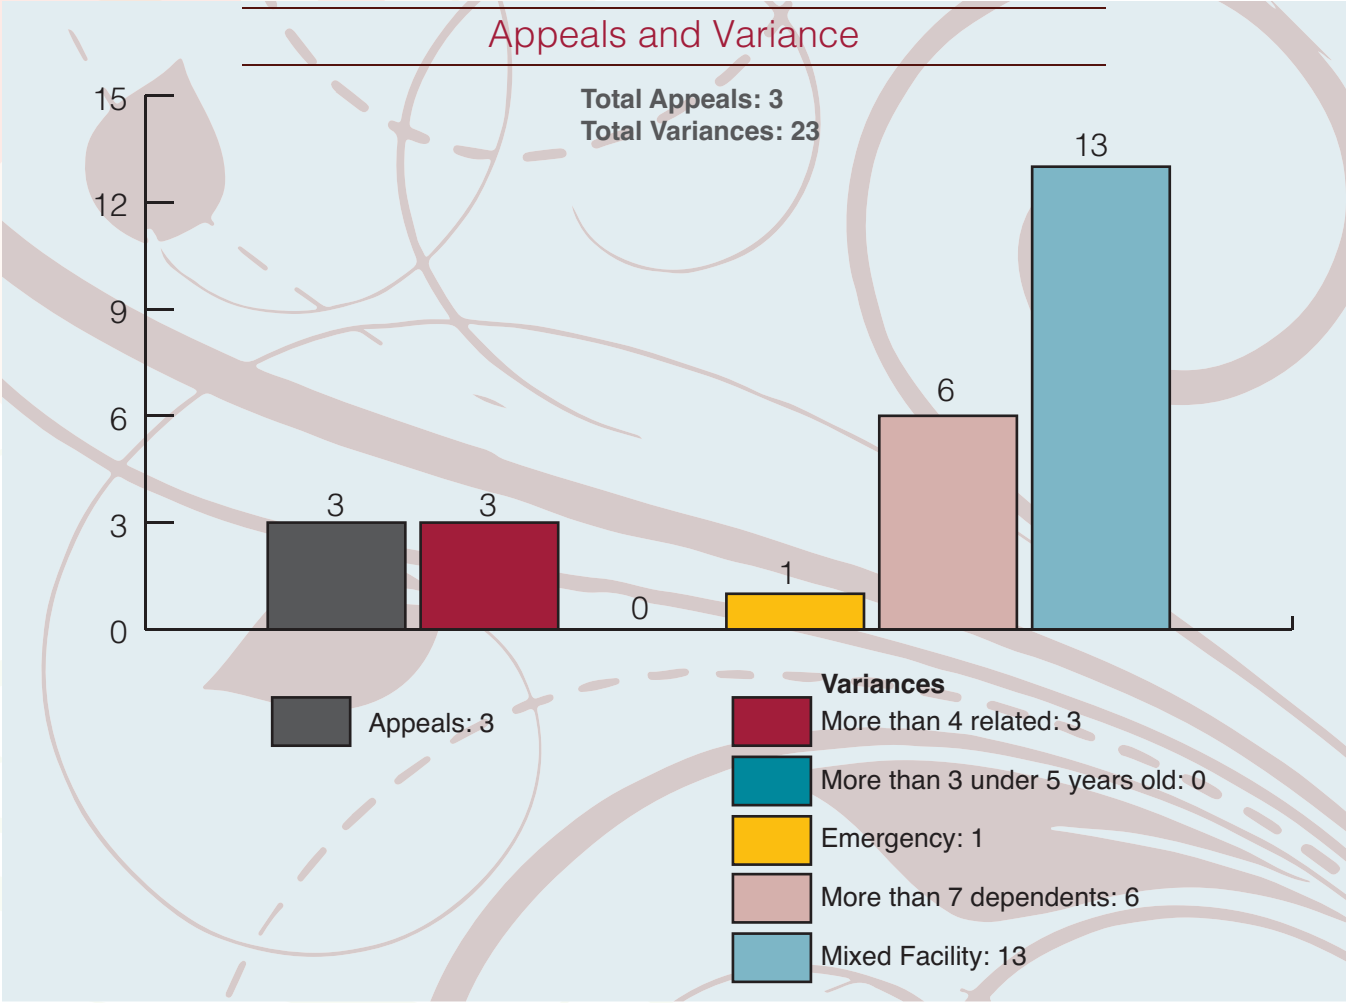 Appeals and Variance
Total Appeals: 3
Total Variances: 23
15
12
9
6
3
0
3
3
0
1
6
13
Appeals: 3
Variances
More than 4 related: 3
More than 3 under 5 years old: 0
Emergency: 1
More than 7 dependents: 6
Mixed Facility: 13